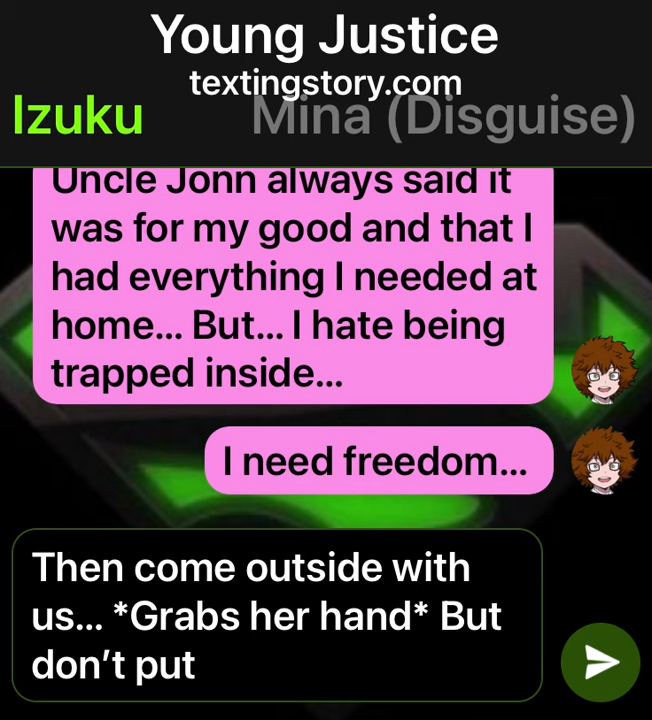 Young Justice
textingstory.com
Izuku
Mina (Disguise)
Uncle Jonn always said it
was for my good and that I
had everything I needed at
home... But... I hate being
trapped inside...
I need freedom...
Then come outside with
us... *Grabs her hand* But
don’t put